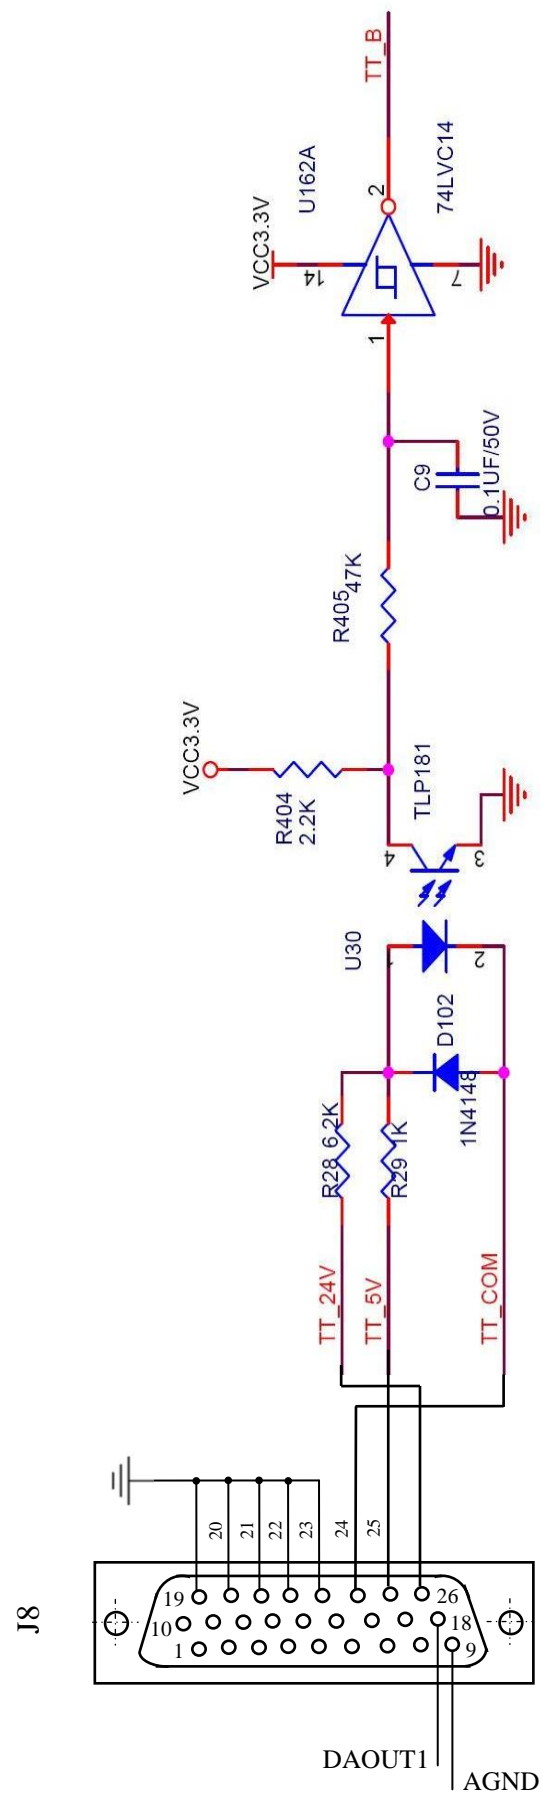 TT_B
2
U162A
74LVC14
VCC3.3V
14
7
1
C9
0.1UF/50V
R405
47K
VCC3.3V
R404
2.2K
TLP181
4
3
U30
1
2
D102
1N4148
R28
6.2K
R29
1K
TT_24V
TT_5V
TT_COM
20
21
22
23
24
25
J8
19
26
10
18
1
9
DAOUT1
AGND